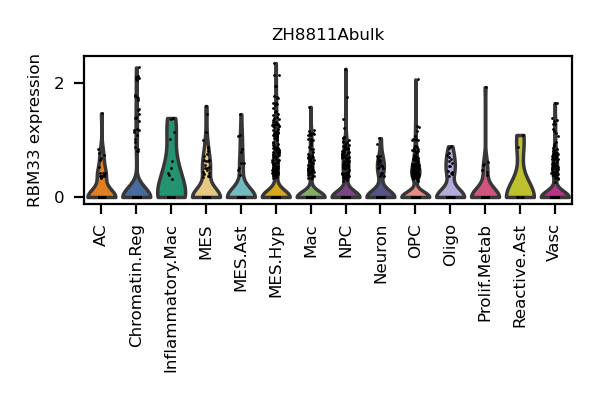 ZH8811Abulk
RBM33 expression
2
0
AC
Chromatin.Reg
Inflammatory.Mac
MES
MES.Ast
MES.Hyp
Mac
NPC
Neuron
OPC
Oligo
Prolif.Metab
Reactive.Ast
Vasc